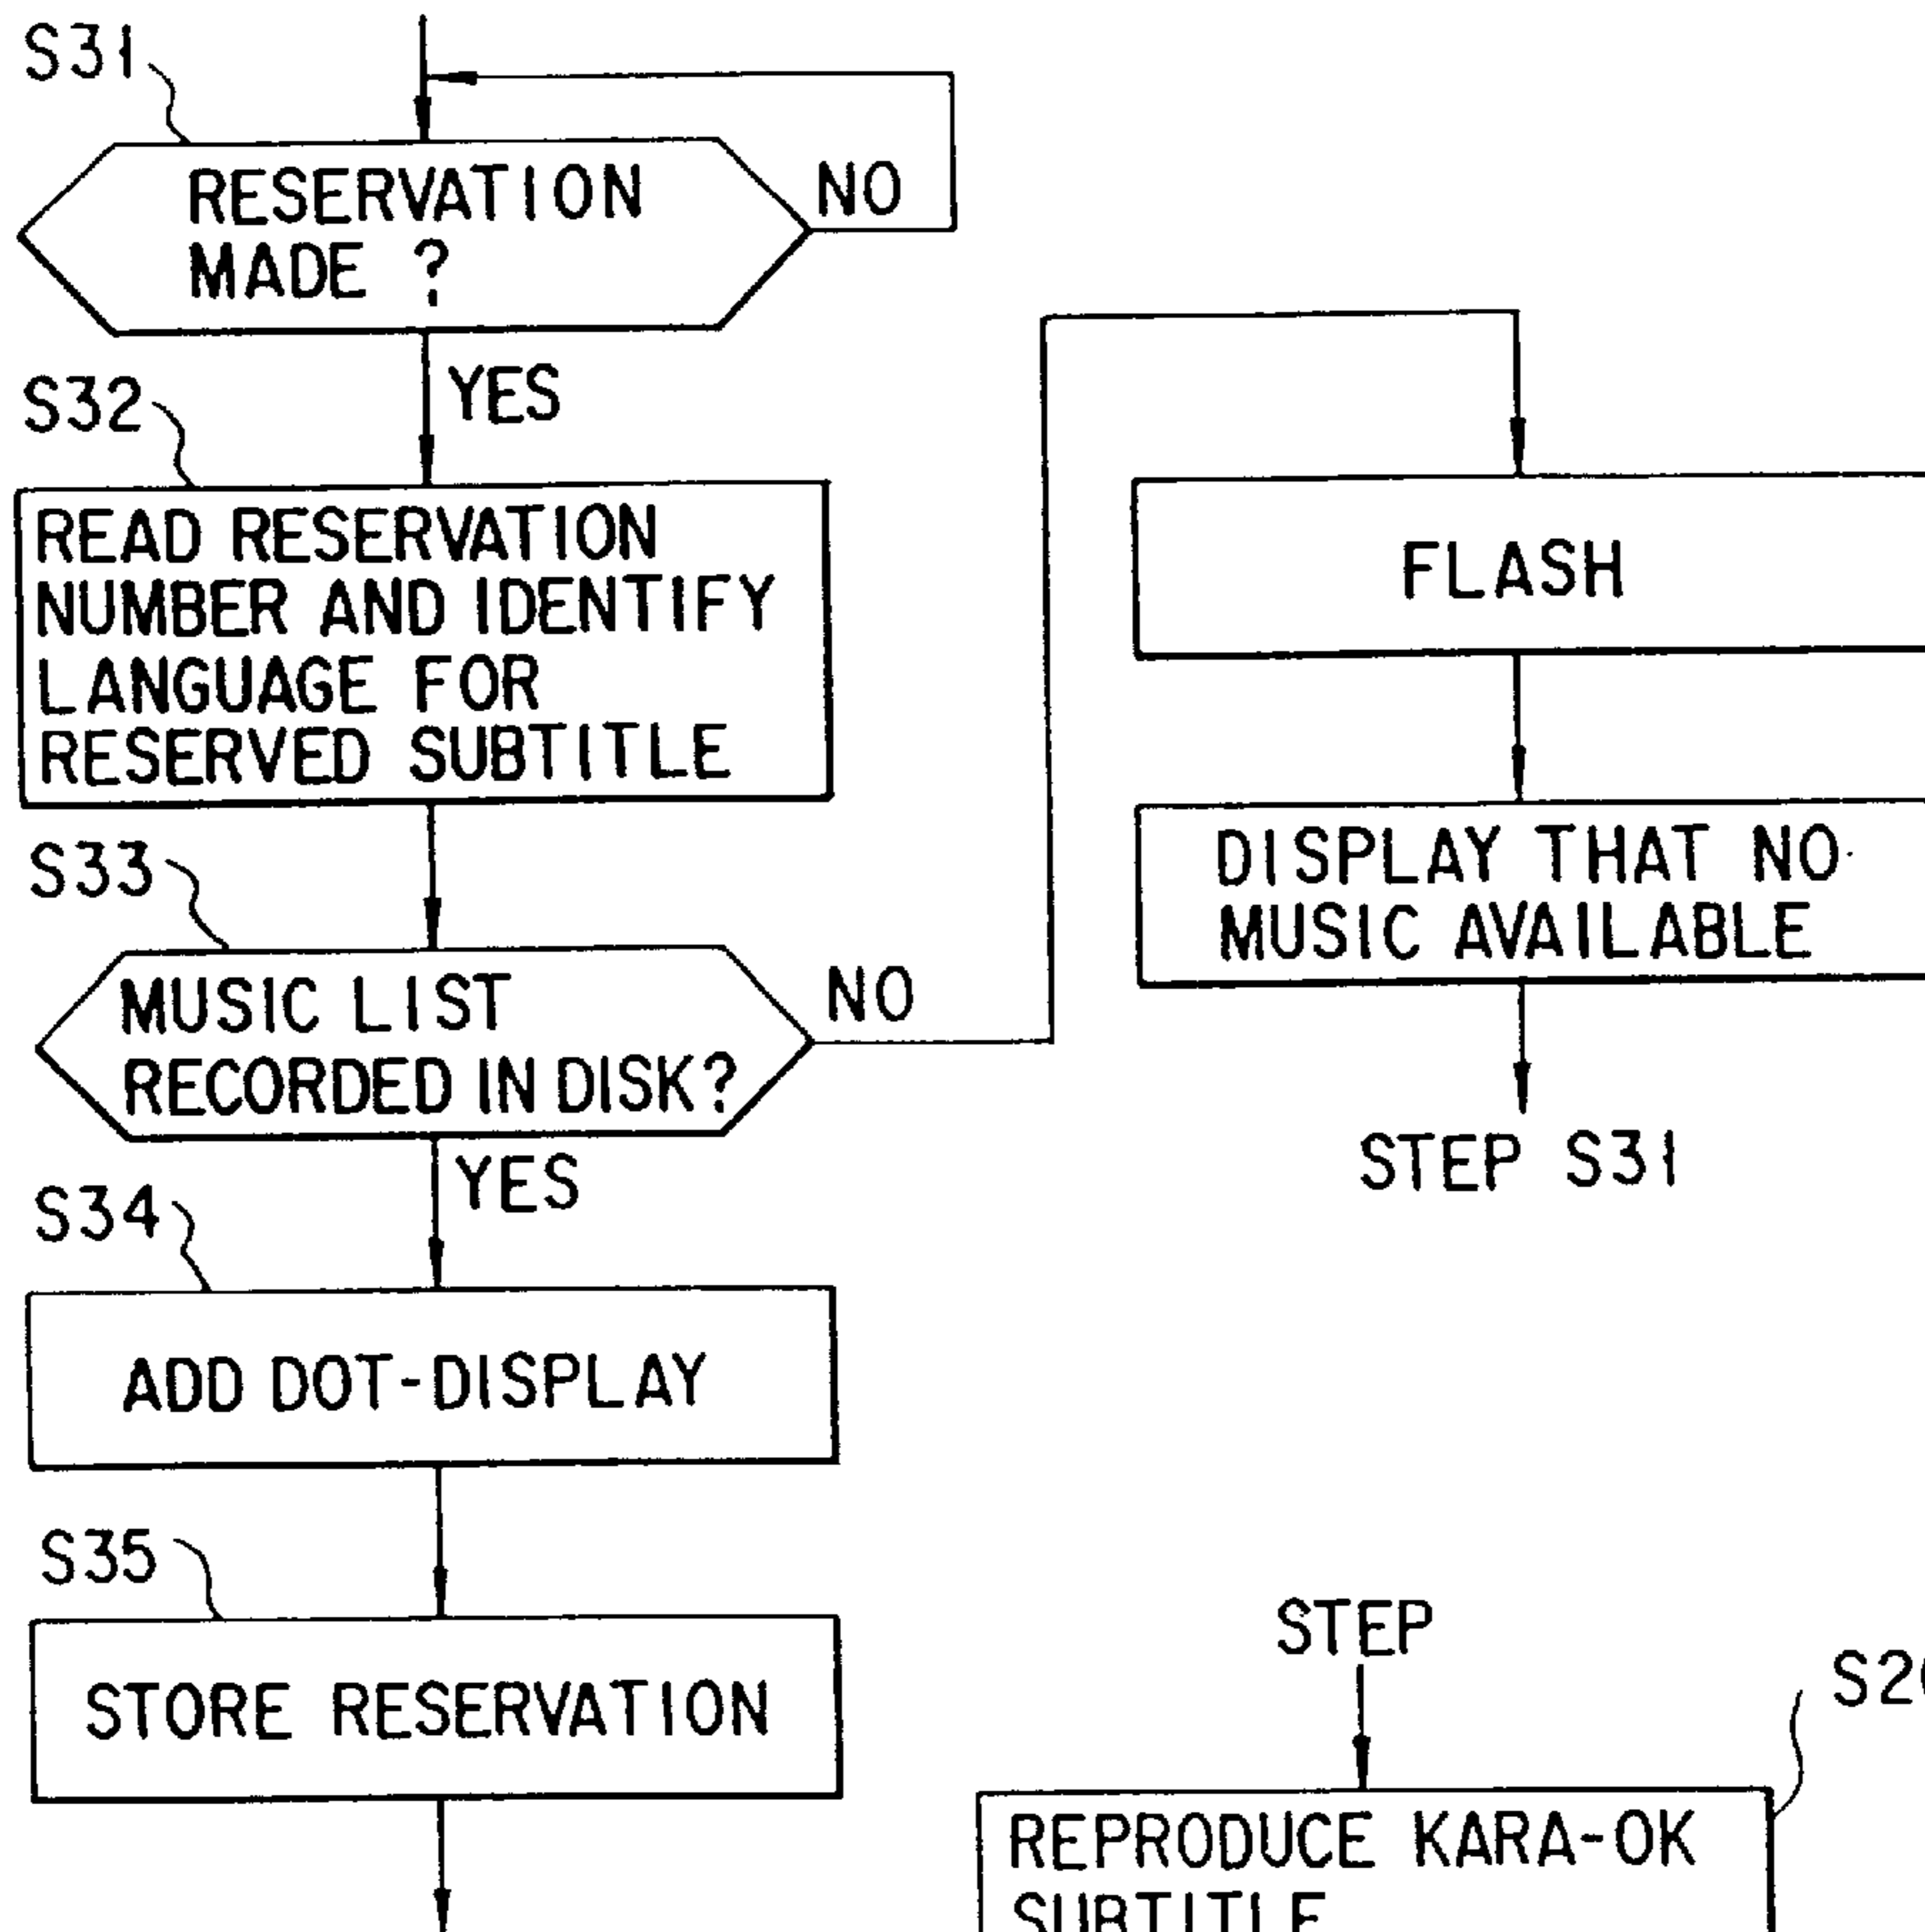 S31
RESERVATION
MADE ?
NO
YES
S32
READ RESERVATION
NUMBER AND IDENTIFY
LANGUAGE FOR
RESERVED SUBTITLE
S33
MUSIC LIST
RECORDED IN DISK?
NO
YES
S34
ADD DOT-DISPLAY
S35
STORE RESERVATION
FLASH
DISPLAY THAT NO
MUSIC AVAILABLE
STEP S31
STEP
REPRODUCE KARA-OK
SUBTITLE